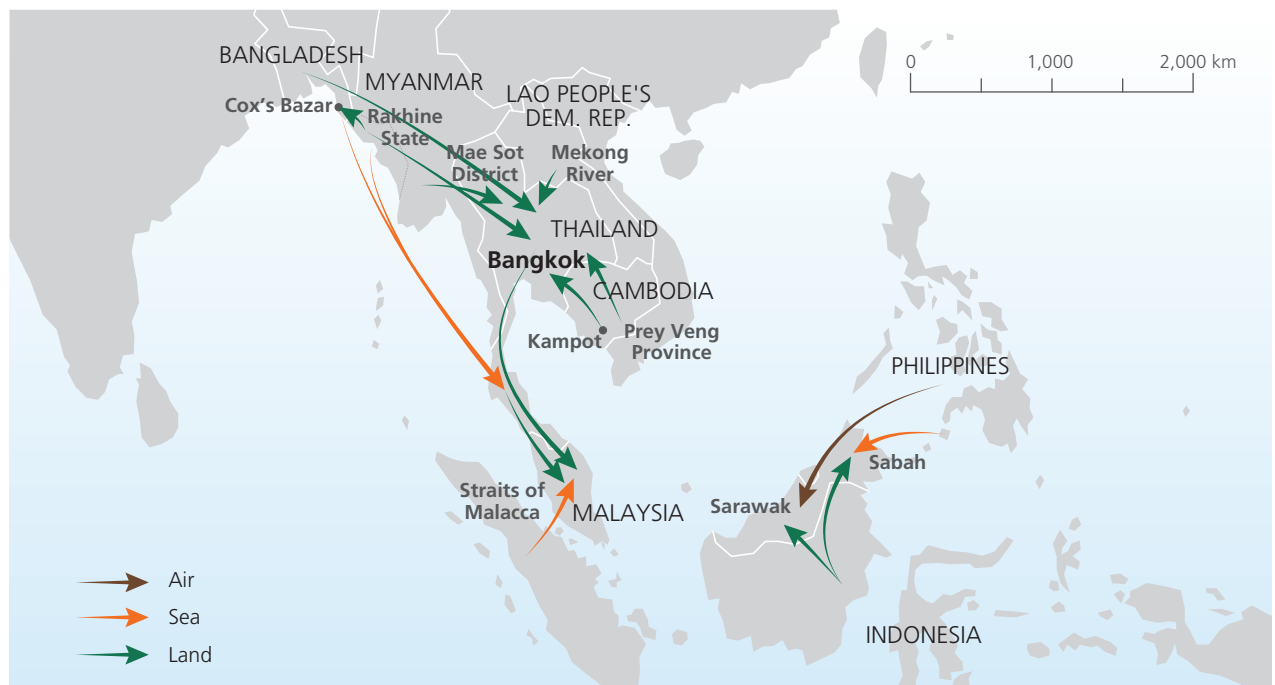 BANGLADESH
MYANMAR
LAO PEOPLE'S
DEM. REP.
0 1,000 2,000 km
Cox's Bazar
Rakhine
State
Mae Sot
District
Mekong
River
THAILAND
Bangkok
CAMBODIA
Kampot
Prey Veng
Province
PHILIPPINES
Sabah
Straits of
Malacca
MALAYSIA
Sarawak
Air
Sea
Land
INDONESIA